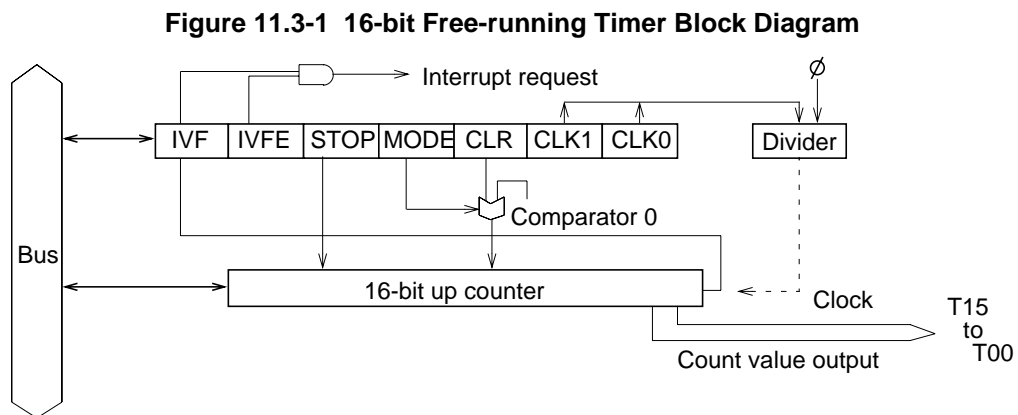 Figure 11.3-1 16-bit Free-running Timer Block Diagram
Interrupt request
ϕ
IVF IVFE STOP MODE CLR CLK1 CLK0
Divider
Comparator 0
Bus
16-bit up counter
Clock
T15
to
T00
Count value output